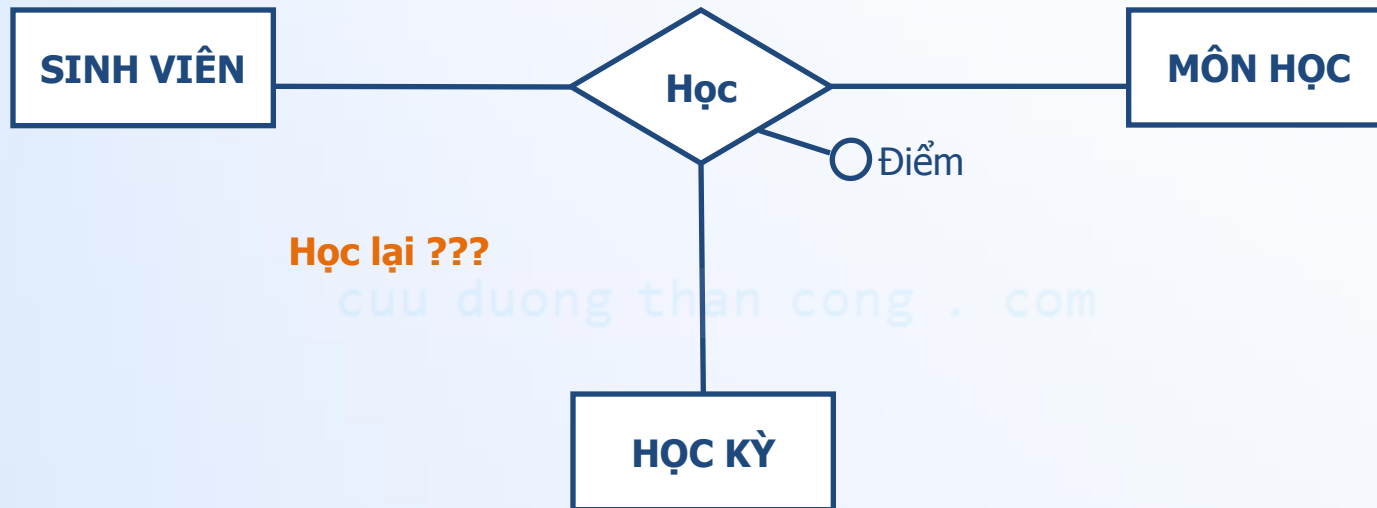 SINH VIÊN
Học
MÔN HỌC
Điểm
Học lại ???
cuu duong than cong . com
HỌC KỲ